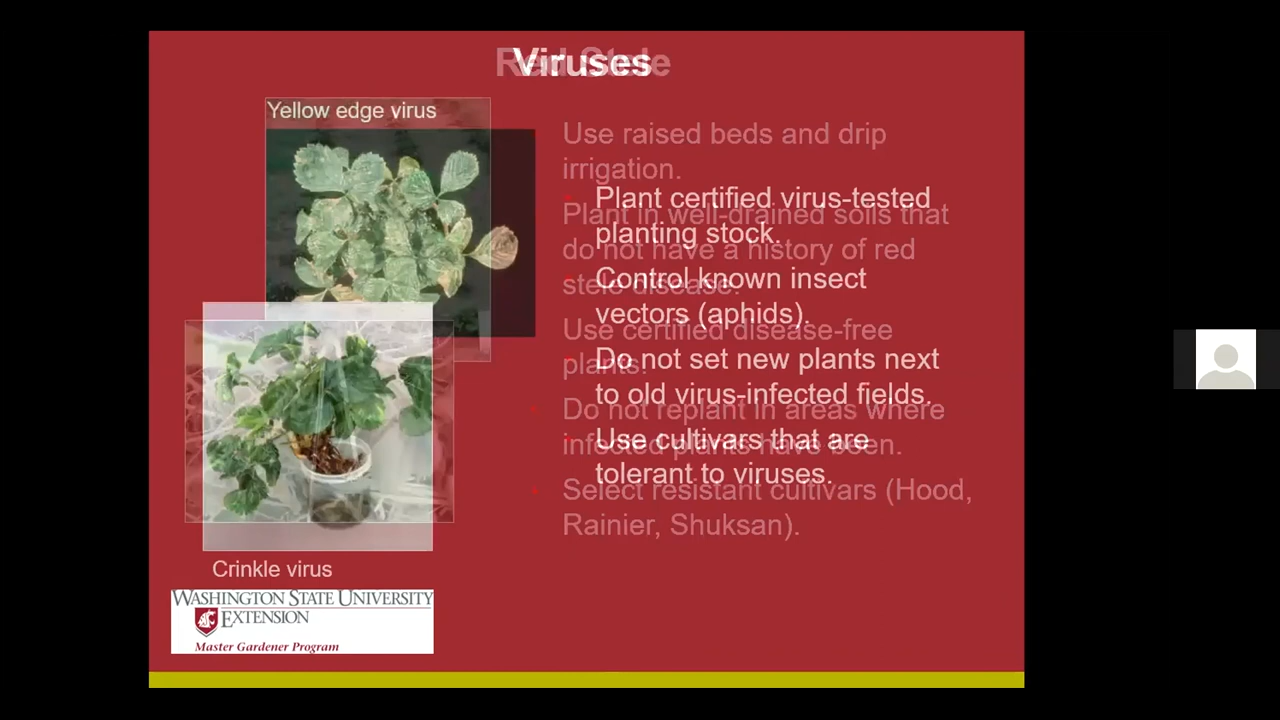 Viruses
Red Stele
Yellow edge virus
Plant certified virus-tested
planting stock.
Control known insect
vectors (aphids).
Do not set new plants next
to old virus-infected fields.
Use cultivars that are
tolerant to viruses.
Use raised beds and drip
irrigation.
Plant in well-drained soils that
do not have a history of red
stele disease.
Use certified disease-free
plants.
Do not replant in areas where
infected plants have been.
Select resistant cultivars (Hood,
Rainier, Shuksan).
Crinkle virus
WASHINGTON STATE UNIVERSITY
EXTENSION
Master Gardener Program